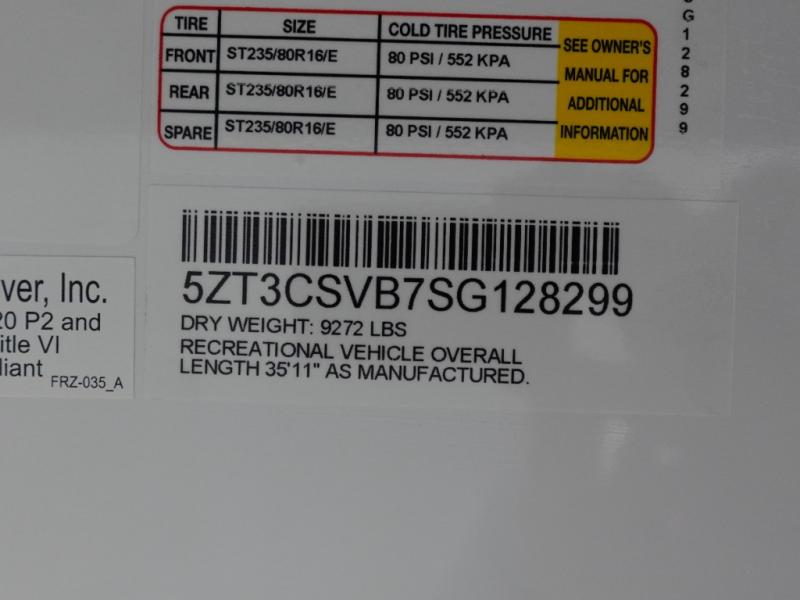 TIRE SIZE COLD TIRE PRESSURE
FRONT ST235/80R16/E 80 PSI / 552 KPA
REAR ST235/80R16/E 80 PSI / 552 KPA
SPARE ST235/80R16/E 80 PSI / 552 KPA
SEE OWNER'S
MANUAL FOR
ADDITIONAL
INFORMATION
G
1
2
8
2
9
9
5ZT3CSVB7SG128299
DRY WEIGHT: 9272 LBS
RECREATIONAL VEHICLE OVERALL
LENGTH 35'11" AS MANUFACTURED.
ver, Inc.
20 P2 and
itle VI
liant
FRZ-035_A